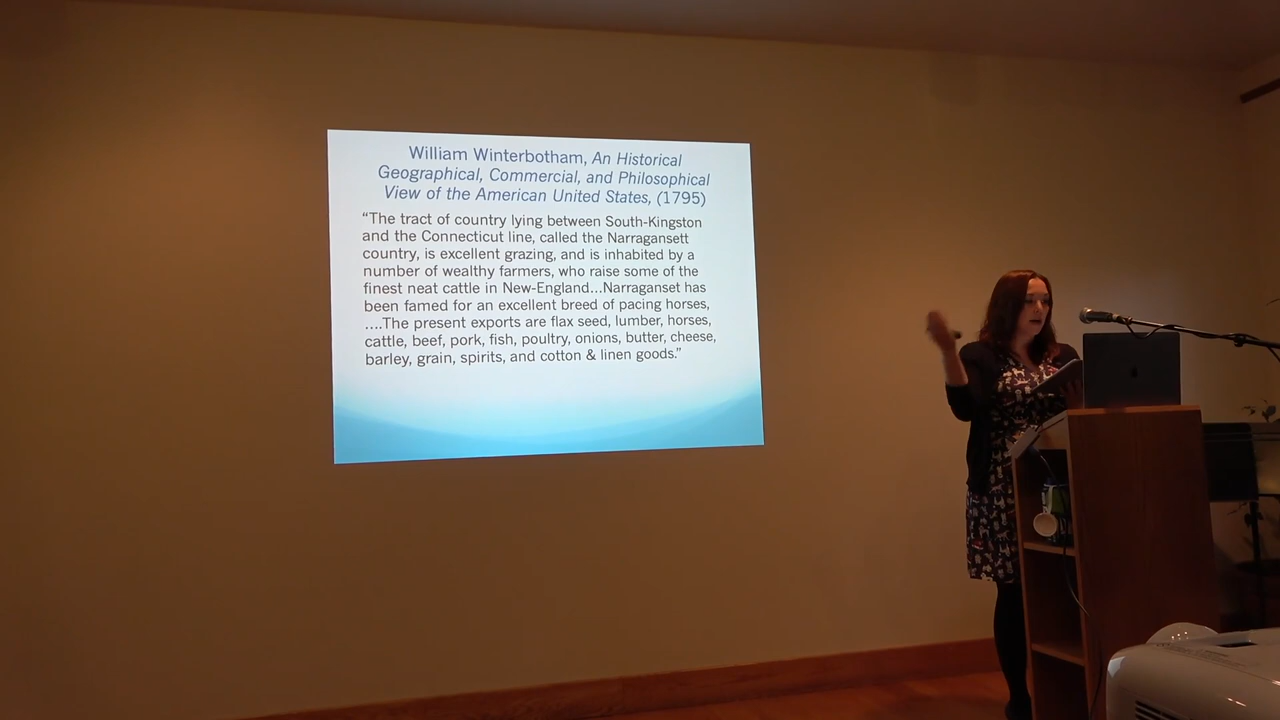 William Winterbotham, An Historical
Geographical, Commercial, and Philosophical
View of the American United States, (1795)
“The tract of country lying between South-Kingston
and the Connecticut line, called the Narragansett
country, is excellent grazing, and is inhabited by a
number of wealthy farmers, who raise some of the
finest neat cattle in New-England...Narraganset has
been famed for an excellent breed of pacing horses,
....The present exports are flax seed, lumber, horses,
cattle, beef, pork, fish, poultry, onions, butter, cheese,
barley, grain, spirits, and cotton & linen goods.”